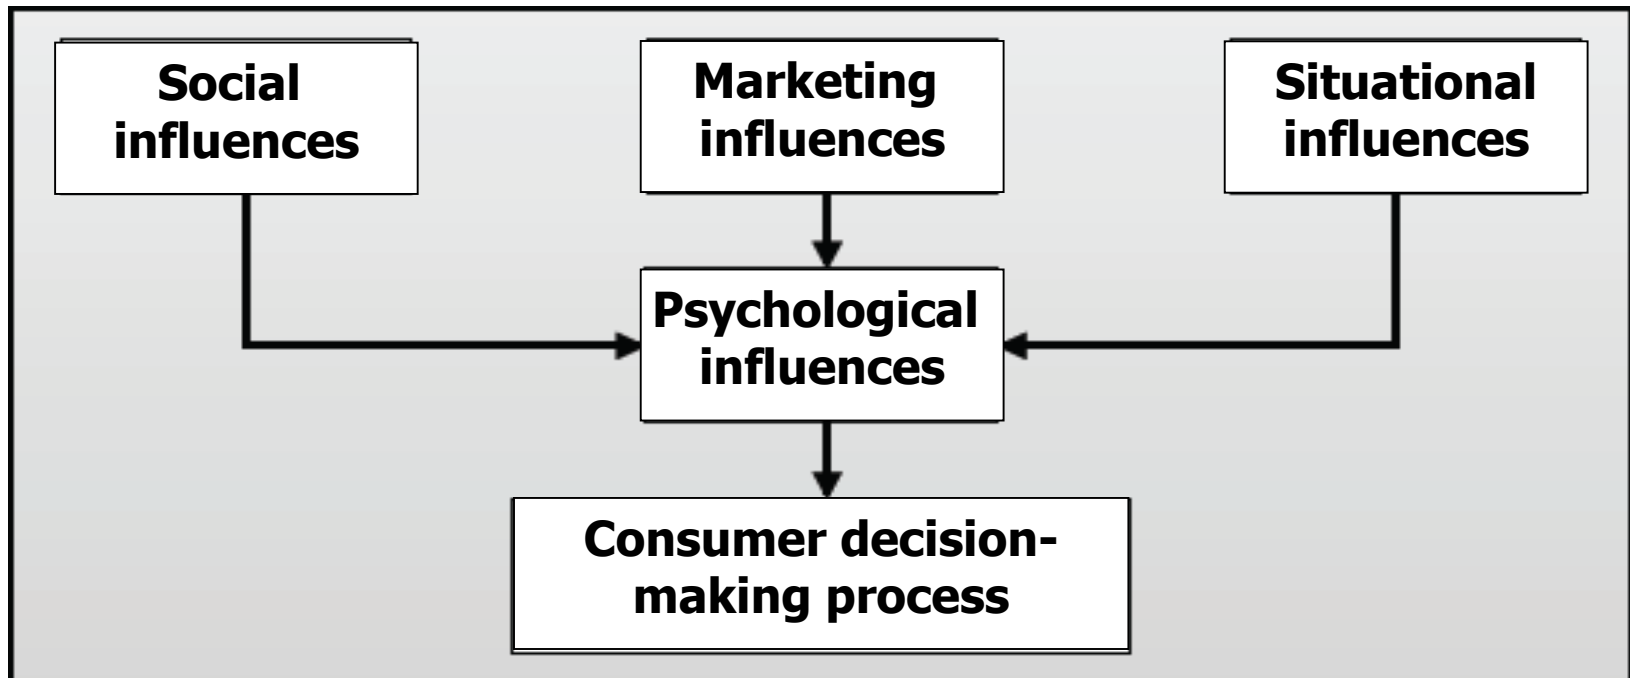 Social
influences
Marketing
influences
Situational
influences
Psychological
influences
Consumer decision-
making process